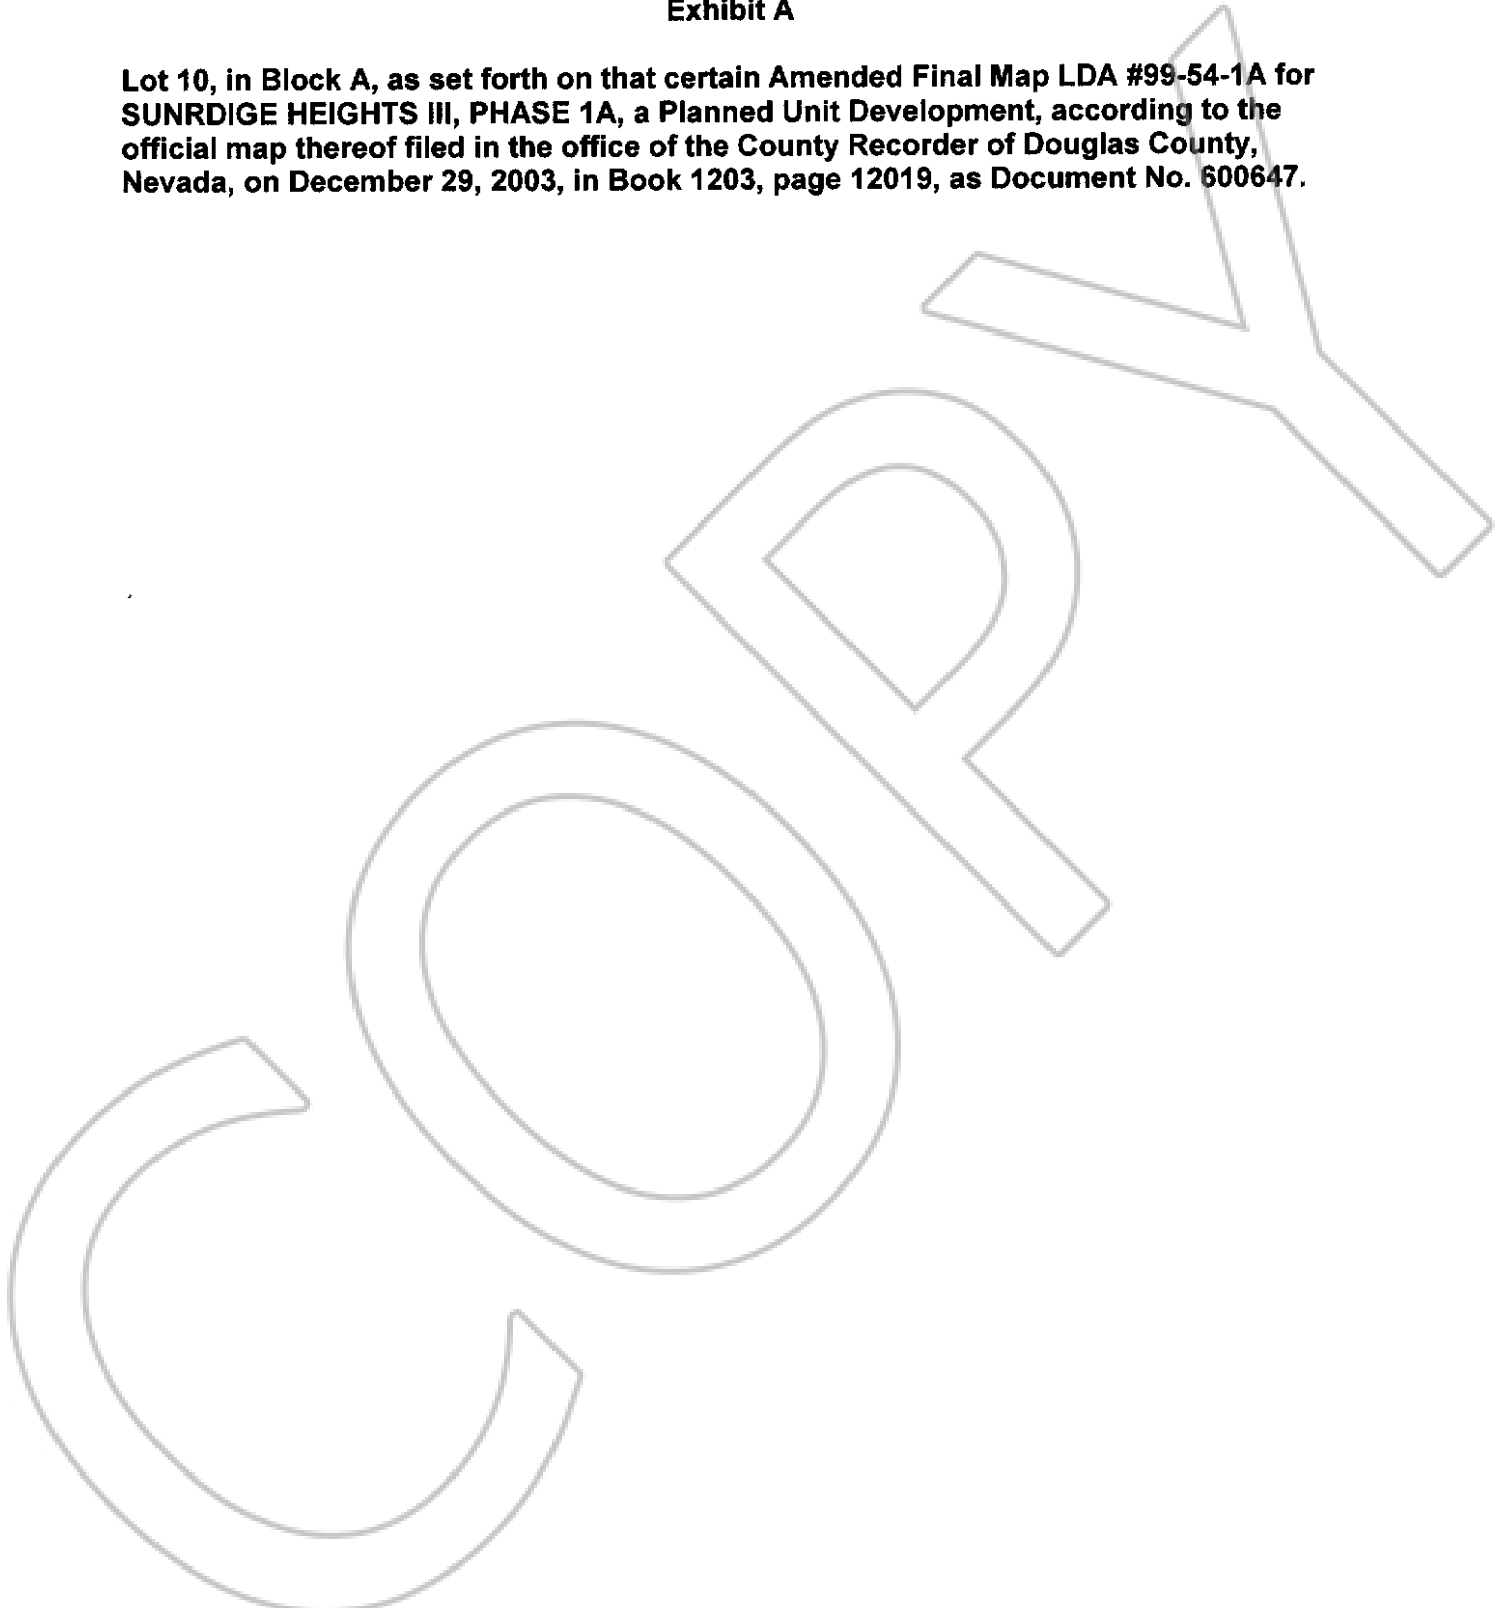 Exhibit A
Lot 10, in Block A, as set forth on that certain Amended Final Map LDA #99-54-1A for
SUNRDIGE HEIGHTS III, PHASE 1A, a Planned Unit Development, according to the
official map thereof filed in the office of the County Recorder of Douglas County,
Nevada, on December 29, 2003, in Book 1203, page 12019, as Document No. 600647.
COPY